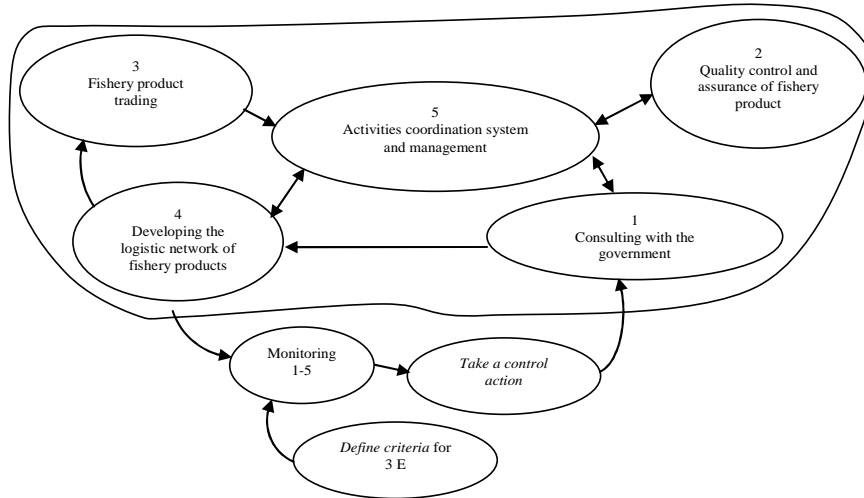 3
Fishery product
trading
2
Quality control and
assurance of fishery
product
5
Activities coordination system
and management
4
Developing the
logistic network of
fishery products
1
Consulting with the
government
Monitoring
1-5
Take a control
action
Define criteria for
3 E